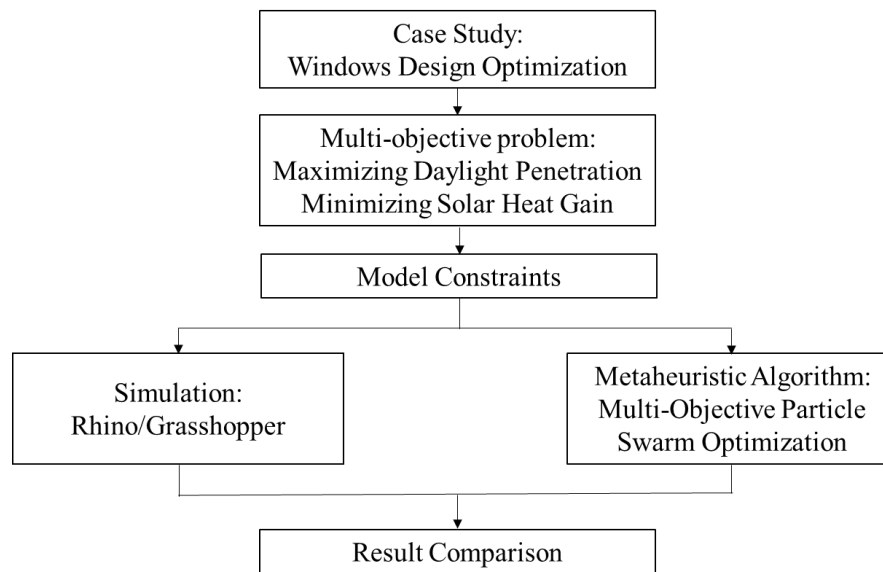 Case Study:
Windows Design Optimization
Multi-objective problem:
Maximizing Daylight Penetration
Minimizing Solar Heat Gain
Model Constraints
Simulation:
Rhino/Grasshopper
Metaheuristic Algorithm:
Multi-Objective Particle
Swarm Optimization
Result Comparison